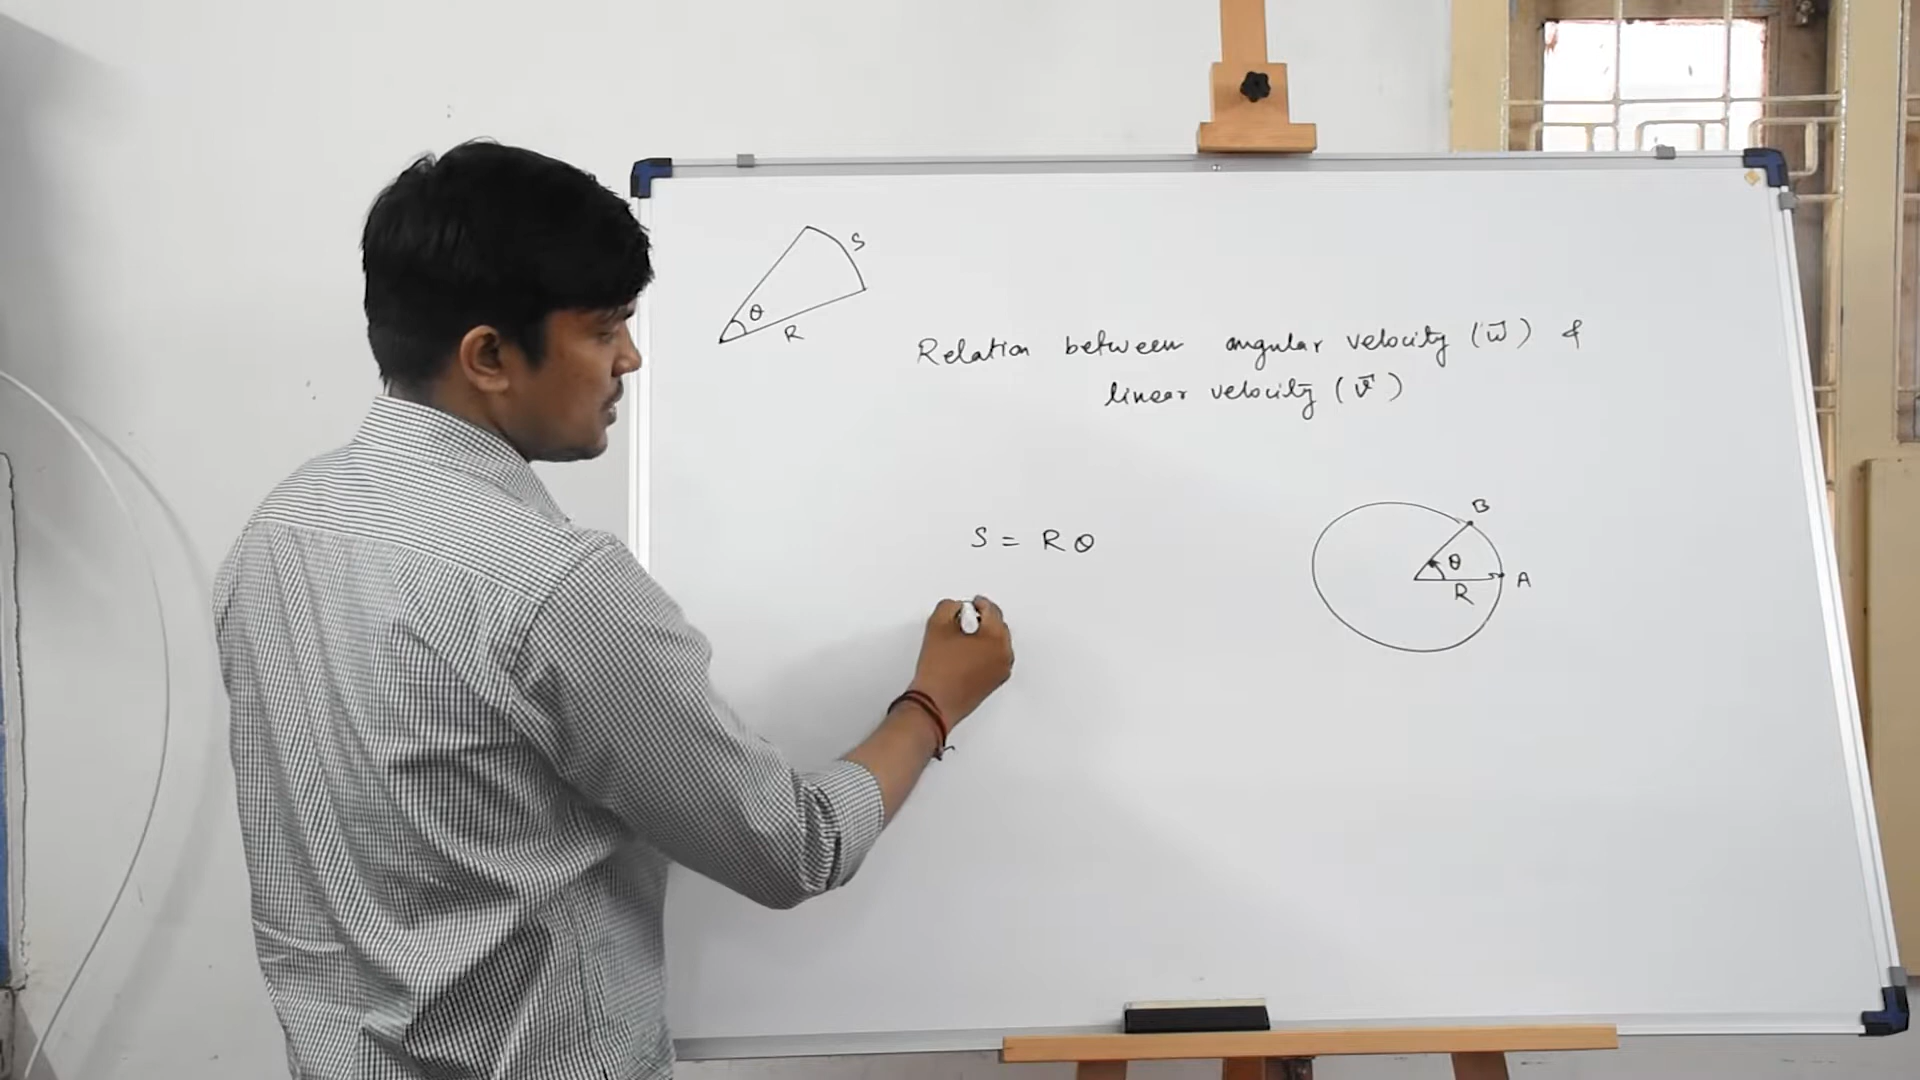 S
θ
R
Relation between angular velocity (ω⃗) &
linear velocity (v⃗)
S = R θ
B
θ
A
R